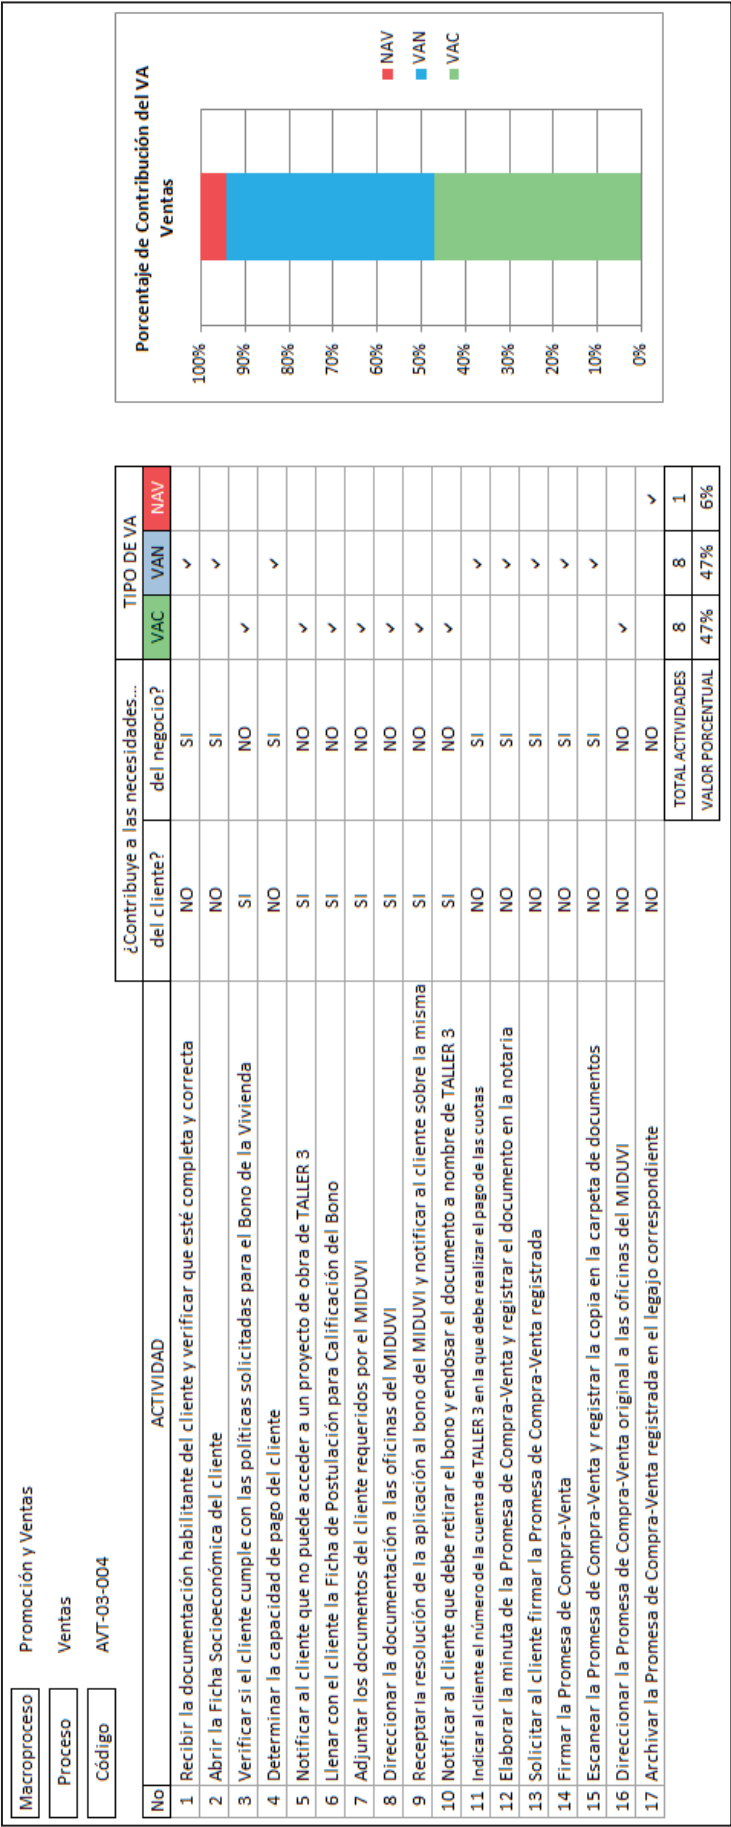 Macroproceso Promoción y Ventas
Proceso Ventas
Código AVT-03-004
¿Contribuye a las necesidades... TIPO DE VA
No ACTIVIDAD del cliente? del negocio? VAC VAN NAV
1 Recibir la documentación habilitante del cliente y verificar que esté completa y correcta NO SI ✓
2 Abrir la Ficha Socioeconómica del cliente NO SI ✓
3 Verificar si el cliente cumple con las políticas solicitadas para el Bono de la Vivienda SI NO ✓
4 Determinar la capacidad de pago del cliente NO SI ✓
5 Notificar al cliente que no puede acceder a un proyecto de obra de TALLER 3 SI NO ✓
6 Llenar con el cliente la Ficha de Postulación para Calificación del Bono SI NO ✓
7 Adjuntar los documentos del cliente requeridos por el MIDUVI SI NO ✓
8 Direccionar la documentación a las oficinas del MIDUVI SI NO ✓
9 Receptar la resolución de la aplicación al bono del MIDUVI y notificar al cliente sobre la misma SI NO ✓
10 Notificar al cliente que debe retirar el bono y endosar el documento a nombre de TALLER 3 SI NO ✓
11 Indicar al cliente el número de la cuenta de TALLER 3 en la que debe realizar el pago de las cuotas NO SI ✓
12 Elaborar la minuta de la Promesa de Compra-Venta y registrar el documento en la notaria NO SI ✓
13 Solicitar al cliente firmar la Promesa de Compra-Venta registrada NO SI ✓
14 Firmar la Promesa de Compra-Venta NO SI ✓
15 Escanear la Promesa de Compra-Venta y registrar la copia en la carpeta de documentos NO SI ✓
16 Direccionar la Promesa de Compra-Venta original a las oficinas del MIDUVI NO NO ✓
17 Archivar la Promesa de Compra-Venta registrada en el legajo correspondiente NO NO ✓
TOTAL ACTIVIDADES 8 8 1
VALOR PORCENTUAL 47% 47% 6%
Porcentaje de Contribución del VA
Ventas
100%
90%
80%
70%
60%
50%
40%
30%
20%
10%
0%
NAV
VAN
VAC